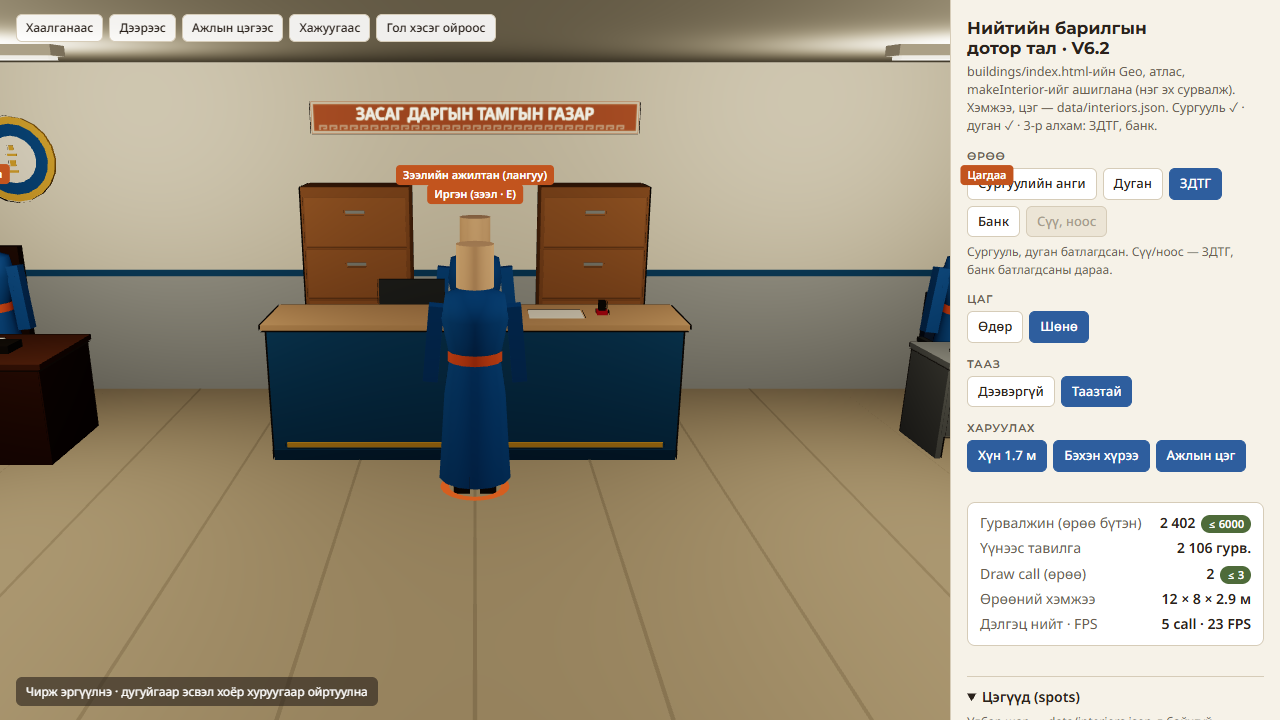 Хаалганаас
Дээрээс
Ажлын цэгээс
Хажуугаас
Гол хэсэг ойроос
ЗАСАГ ДАРГЫН ТАМГЫН ГАЗАР
Зээлийн ажилтан (лангуу)
Иргэн (зээл · E)
Чирж эргүүлнэ · дугуйгаар эсвэл хоёр хуруугаар ойртуулна
Нийтийн барилгын
дотор тал · V6.2
buildings/index.html-ийн Geo, атлас,
makeInterior-ийг ашиглана (нэг эх сурвалж).
Хэмжээ, цэг — data/interiors.json. Сургууль ✓ ·
дуган ✓ · 3-р алхам: ЗДТГ, банк.
ӨРӨӨ
Цагдаа
Сургуулийн анги
Дуган
ЗДТГ
Банк
Сүү, ноос
Сургууль, дуган батлагдсан. Сүү/ноос — ЗДТГ,
банк батлагдсаны дараа.
ЦАГ
Өдөр
Шөнө
ТААЗ
Дээвэргүй
Таазтай
ХАРУУЛАХ
Хүн 1.7 м
Бэхэн хүрээ
Ажлын цэг
Гурвалжин (өрөө бүтэн) 2 402 ≤ 6000
Үүнээс тавилга 2 106 гурв.
Draw call (өрөө) 2 ≤ 3
Өрөөний хэмжээ 12 × 8 × 2.9 м
Дэлгэц нийт · FPS 5 call · 23 FPS
▼ Цэгүүд (spots)